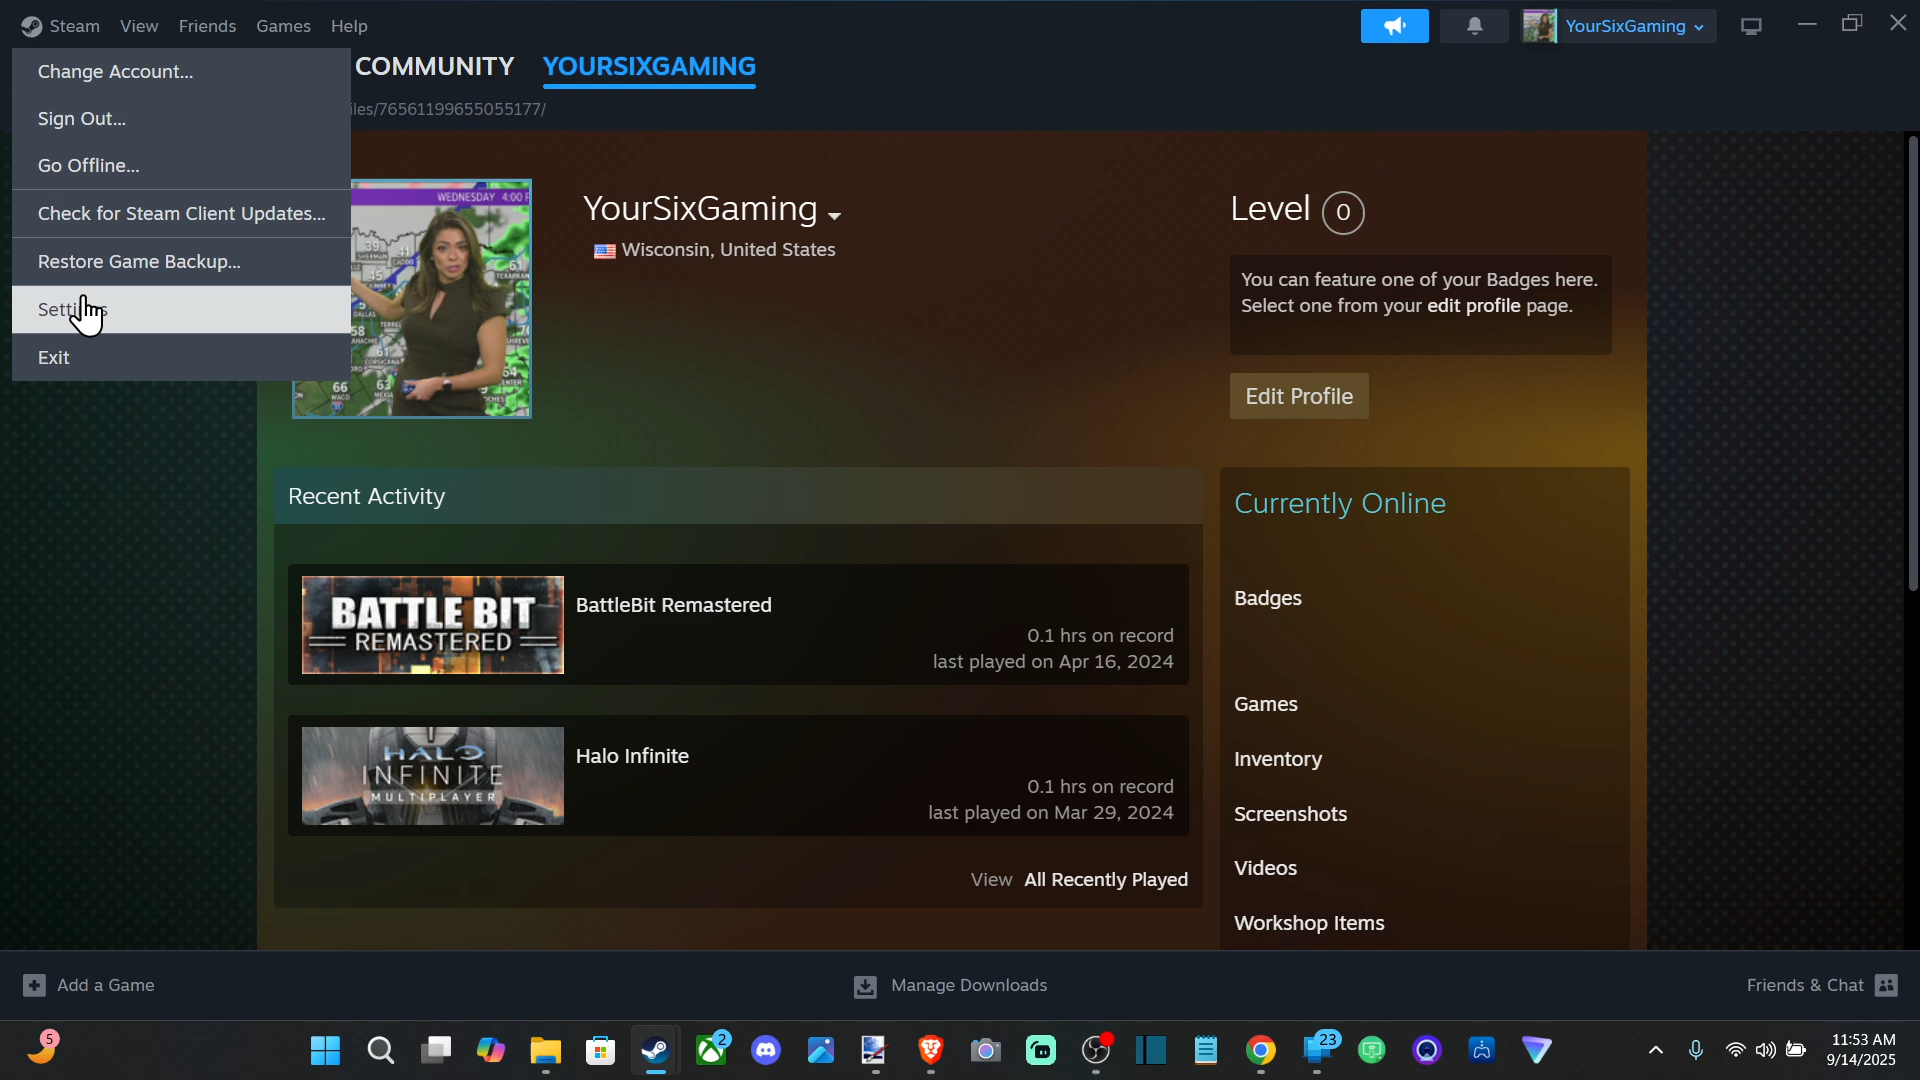 Steam View Friends Games Help
YourSixGaming
Change Account...
Sign Out...
Go Offline...
Check for Steam Client Updates...
Restore Game Backup...
Settings
Exit
COMMUNITY YOURSIXGAMING
iles/76561199655055177/
WEDNESDAY 4:00 P
YourSixGaming
Wisconsin, United States
Level 0
You can feature one of your Badges here.
Select one from your edit profile page.
Edit Profile
Recent Activity
BATTLE BIT
REMASTERED
BattleBit Remastered
0.1 hrs on record
last played on Apr 16, 2024
HALO
INFINITE
MULTIPLAYER
Halo Infinite
0.1 hrs on record
last played on Mar 29, 2024
View All Recently Played
Currently Online
Badges
Games
Inventory
Screenshots
Videos
Workshop Items
Add a Game
Manage Downloads
Friends & Chat
5
2
23
11:53 AM
9/14/2025